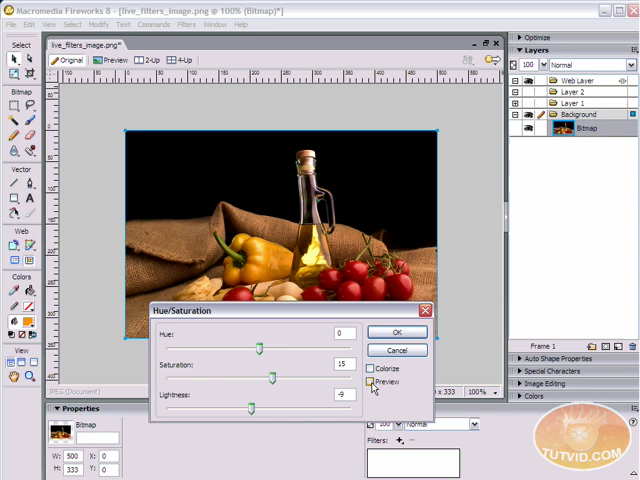 Macromedia Fireworks 8 - [live_filters_image.png @ 100% (Bitmap)*]
File Edit View Select Modify Text Commands Filters Window Help
Select
Bitmap
Vector
Web
Colors
View
live_filters_image.png*
Original Preview 2-Up 4-Up
Hue/Saturation
Hue: 0
Saturation: 15
Lightness: -9
OK
Cancel
Colorize
Preview
JPEG (Document)
x 333 100%
Properties
Bitmap
W: 500 X: 0
H: 333 Y: 0
100 Normal
Filters:
Optimize
Layers
100 Normal
Web Layer
Layer 2
Layer 1
Background
Bitmap
Frame 1
Auto Shape Properties
Special Characters
Image Editing
Colors
TUTVID.COM